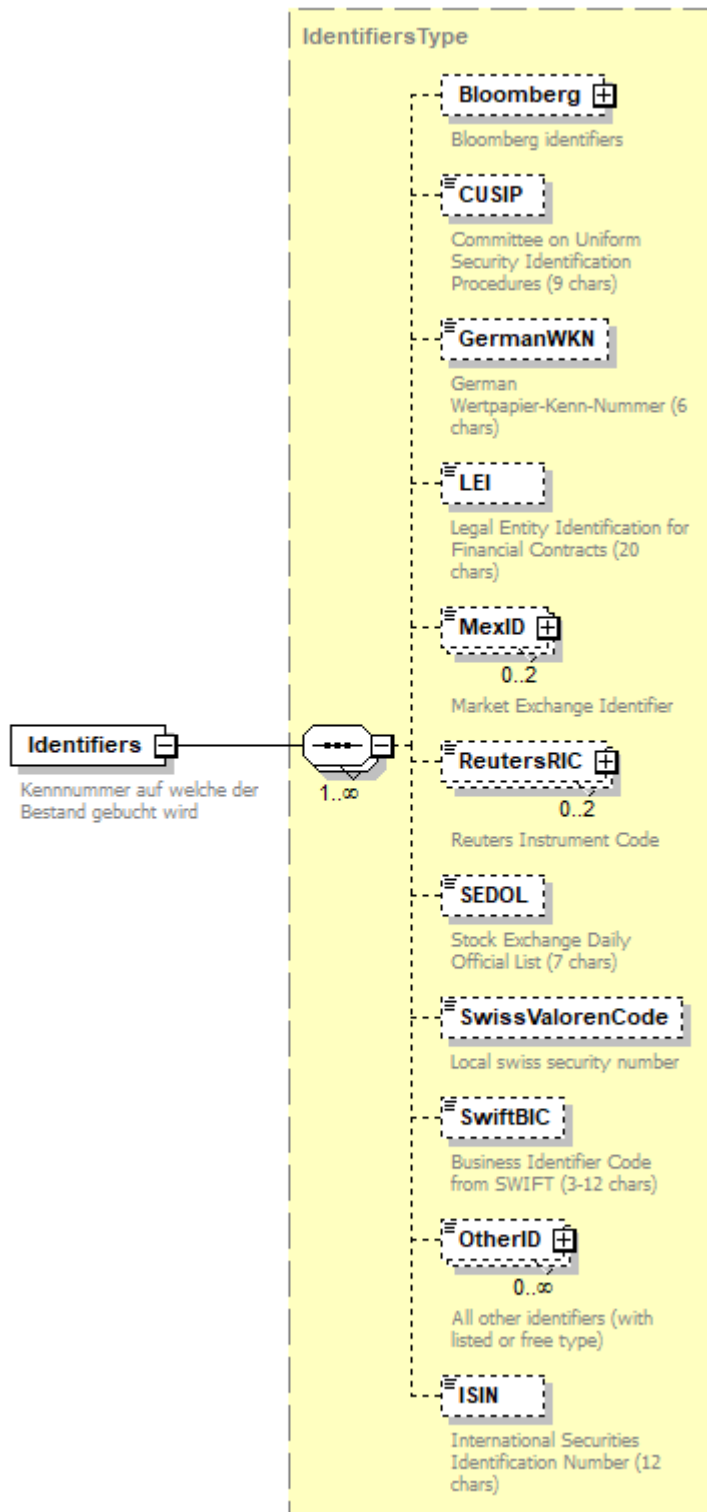 IdentifiersType
Bloomberg
Bloomberg identifiers
CUSIP
Committee on Uniform
Security Identification
Procedures (9 chars)
GermanWKN
German
Wertpapier-Kenn-Nummer (6
chars)
LEI
Legal Entity Identification for
Financial Contracts (20
chars)
MexID
0..2
Market Exchange Identifier
Identifiers
Kennnummer auf welche der
Bestand gebucht wird
1..∞
ReutersRIC
0..2
Reuters Instrument Code
SEDOL
Stock Exchange Daily
Official List (7 chars)
SwissValorenCode
Local swiss security number
SwiftBIC
Business Identifier Code
from SWIFT (3-12 chars)
OtherID
0..∞
All other identifiers (with
listed or free type)
ISIN
International Securities
Identification Number (12
chars)